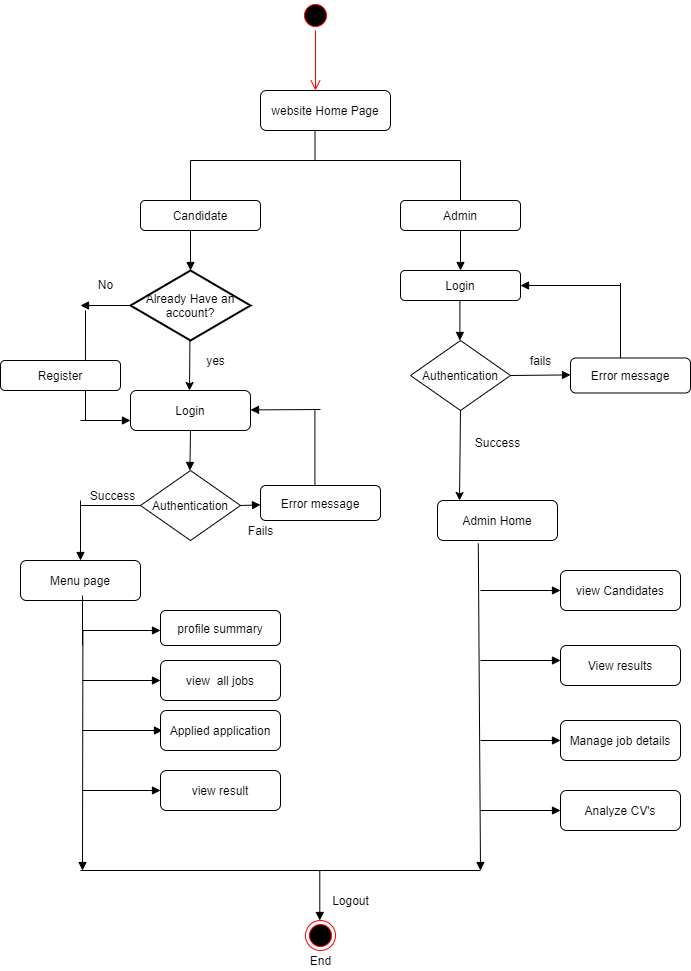 website Home Page
Candidate
Admin
No
Already Have an
account?
Login
yes
fails
Register
Authentication
Error message
Login
Success
Success
Authentication
Error message
Fails
Admin Home
Menu page
view Candidates
profile summary
View results
view all jobs
Applied application
Manage job details
view result
Analyze CV's
Logout
End